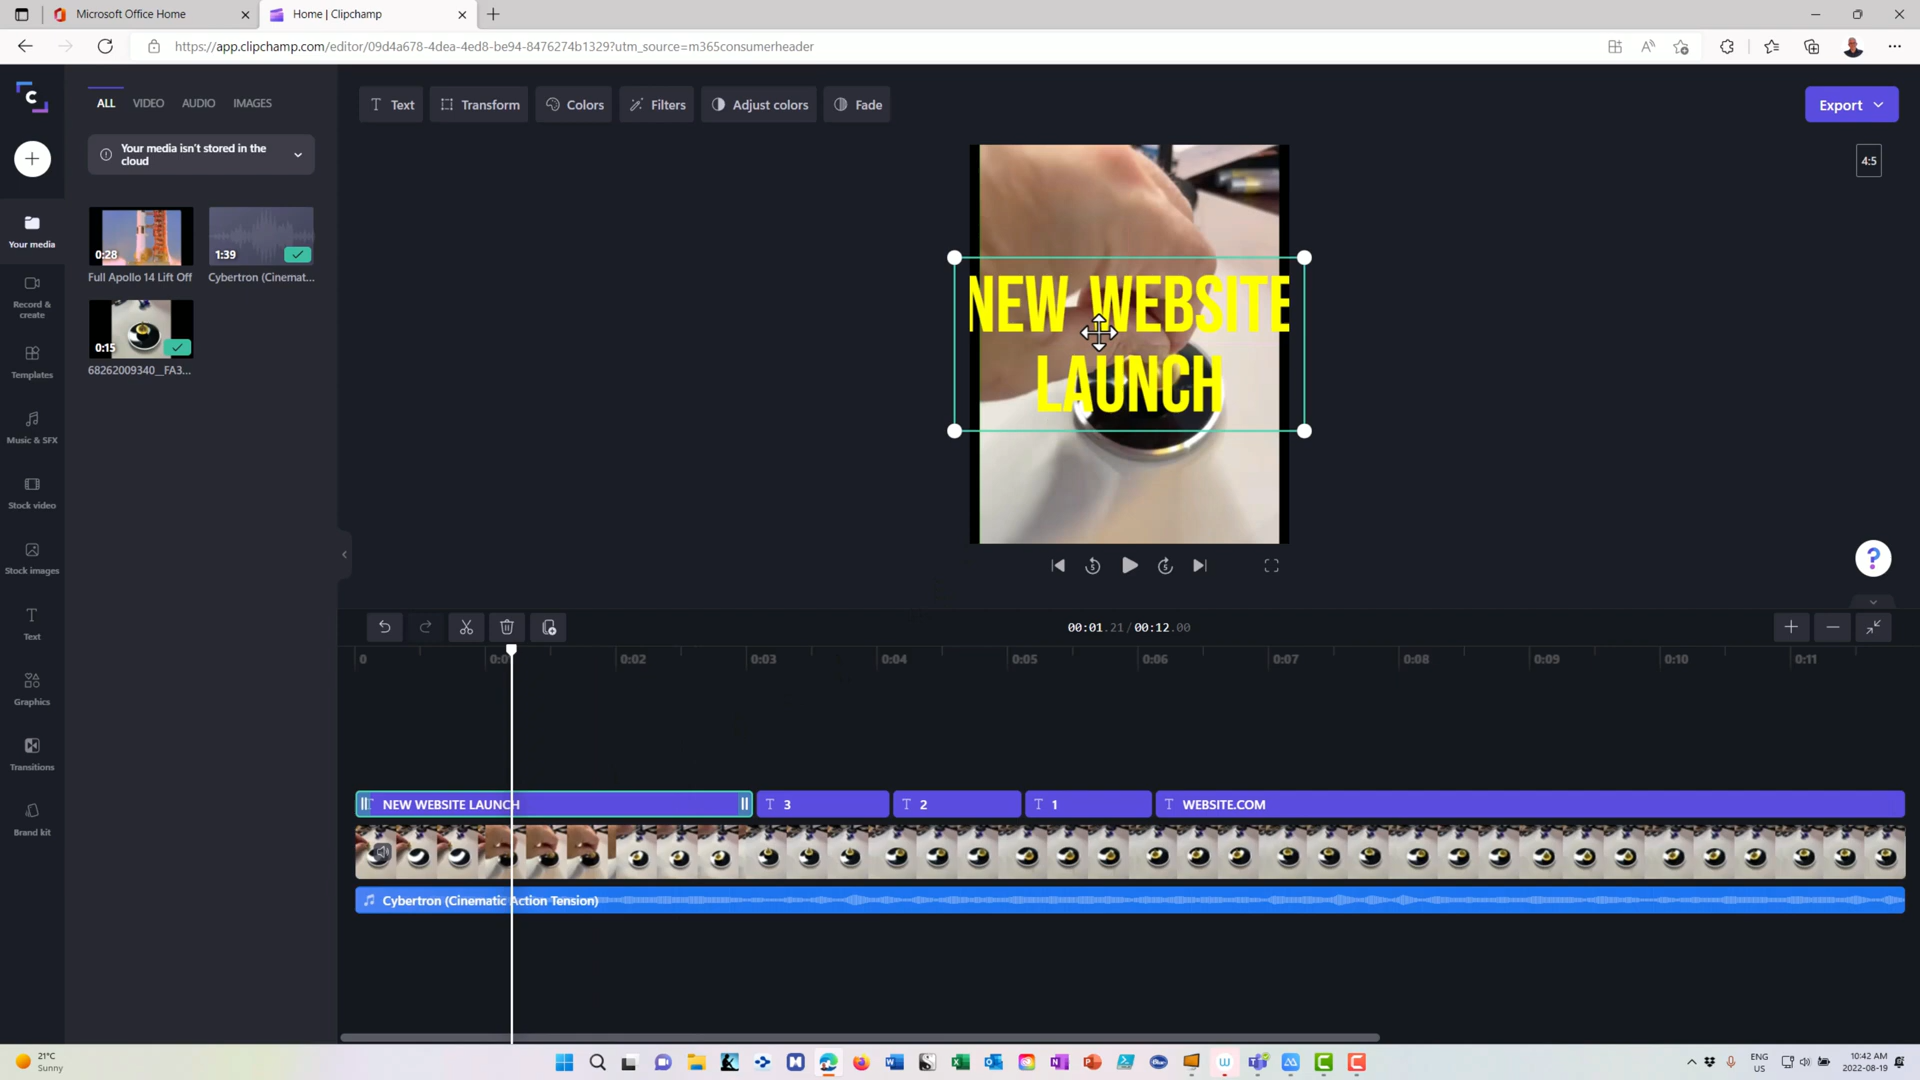 Microsoft Office Home
Home | Clipchamp
https://app.clipchamp.com/editor/09d4a678-4dea-4ed8-be94-8476274b1329?utm_source=m365consumerheader
ALL VIDEO AUDIO IMAGES
Your media isn't stored in the
cloud
0:28
Full Apollo 14 Lift Off
1:39
Cybertron (Cinemat...
0:15
68262009340__FA3...
Your media
Record &
create
Templates
Music & SFX
Stock video
Stock images
Text
Graphics
Transitions
Brand kit
Text Transform Colors Filters Adjust colors Fade
Export
4:5
NEW WEBSITE
LAUNCH
5 5
?
00:01.21 / 00:12.00
0 0:0 0:02 0:03 0:04 0:05 0:06 0:07 0:08 0:09 0:10 0:11
NEW WEBSITE LAUNCH 3 2 1 WEBSITE.COM
Cybertron (Cinematic Action Tension)
21°C
Sunny
ENG
US
10:42 AM
2022-08-19